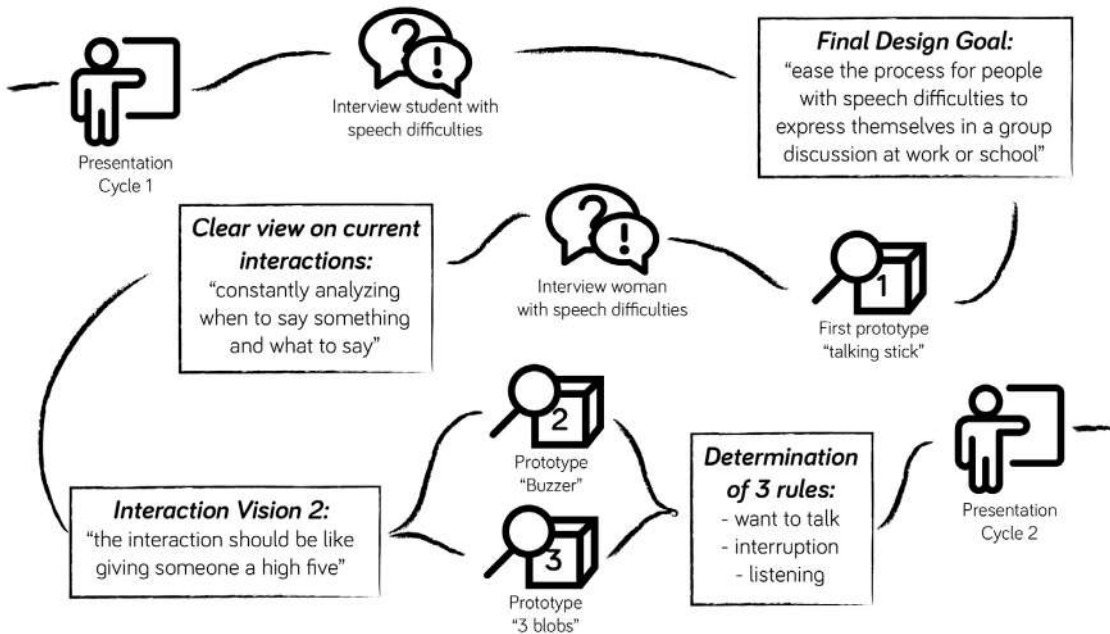 Presentation
Cycle 1
?
!
Interview student with
speech difficulties
Final Design Goal:
“ease the process for people
with speech difficulties to
express themselves in a group
discussion at work or school”
1
First prototype
“talking stick”
?
!
Interview woman
with speech difficulties
Clear view on current
interactions:
“constantly analyzing
when to say something
and what to say”
Interaction Vision 2:
“the interaction should be like
giving someone a high five”
2
Prototype
“Buzzer”
3
Prototype
“3 blobs”
Determination
of 3 rules:
- want to talk
- interruption
- listening
Presentation
Cycle 2